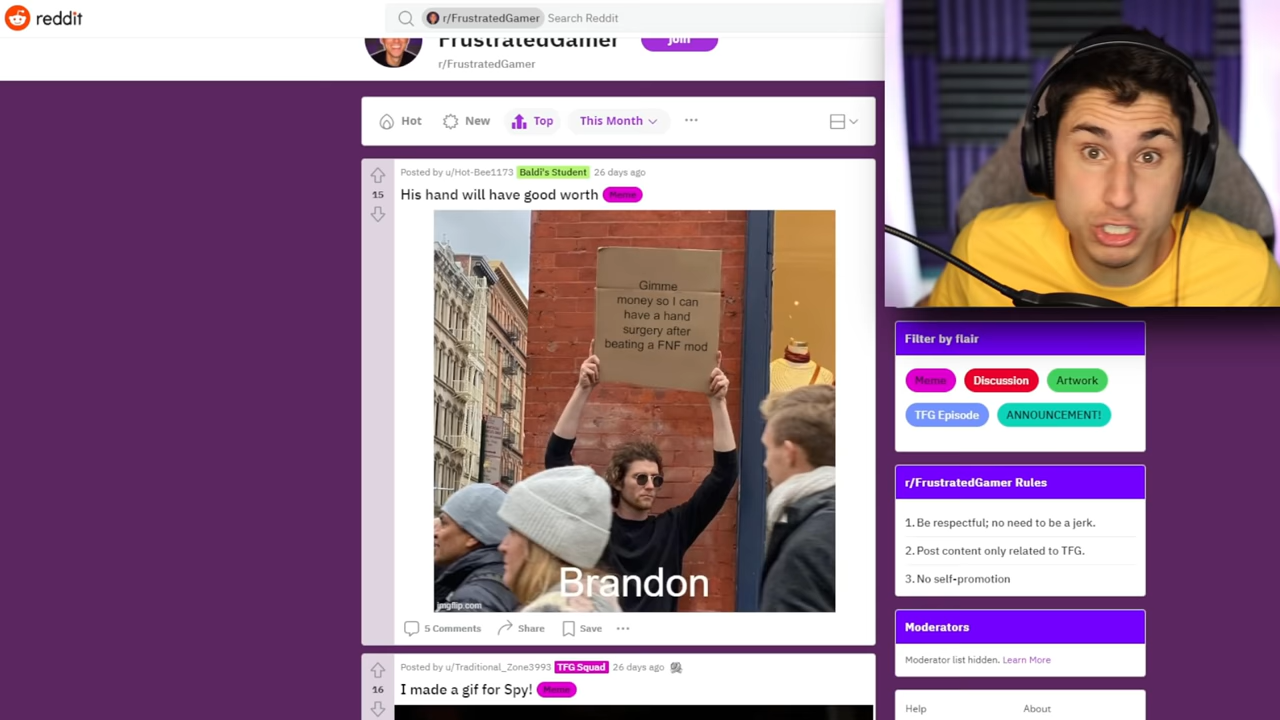 reddit
r/FrustratedGamer
Search Reddit
FrustratedGamer
Join
r/FrustratedGamer
Hot
New
Top
This Month
Posted by u/Hot-Bee1173 Baldi's Student 26 days ago
15
His hand will have good worth Meme
Gimme
money so I can
have a hand
surgery after
beating a FNF mod
Brandon
imgflip.com
5 Comments
Share
Save
Posted by u/Traditional_Zone3993 TFG Squad 26 days ago
16
I made a gif for Spy! Meme
Filter by flair
Meme
Discussion
Artwork
TFG Episode
ANNOUNCEMENT!
r/FrustratedGamer Rules
1. Be respectful; no need to be a jerk.
2. Post content only related to TFG.
3. No self-promotion
Moderators
Moderator list hidden. Learn More
Help
About